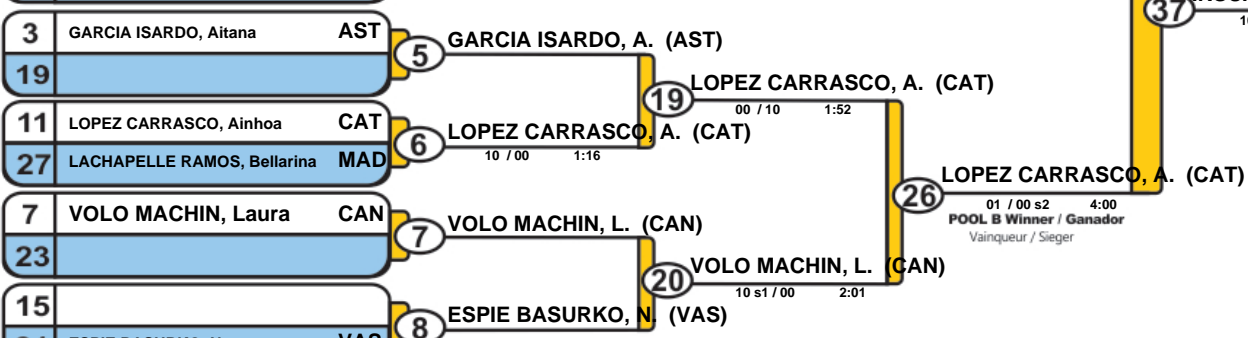 37
3 GARCIA ISARDO, Aitana AST
19
5 GARCIA ISARDO, A. (AST)
19 LOPEZ CARRASCO, A. (CAT)
00 / 10 1:52
11 LOPEZ CARRASCO, Ainhoa CAT
27 LACHAPELLE RAMOS, Bellarina MAD
6 LOPEZ CARRASCO, A. (CAT)
10 / 00 1:16
26 LOPEZ CARRASCO, A. (CAT)
01 / 00 s2 4:00
POOL B Winner / Ganador
Vainqueur / Sieger
7 VOLO MACHIN, Laura CAN
23
7 VOLO MACHIN, L. (CAN)
20 VOLO MACHIN, L. (CAN)
10 s1 / 00 2:01
15
8 ESPIE BASURKO, N. (VAS)
VAS